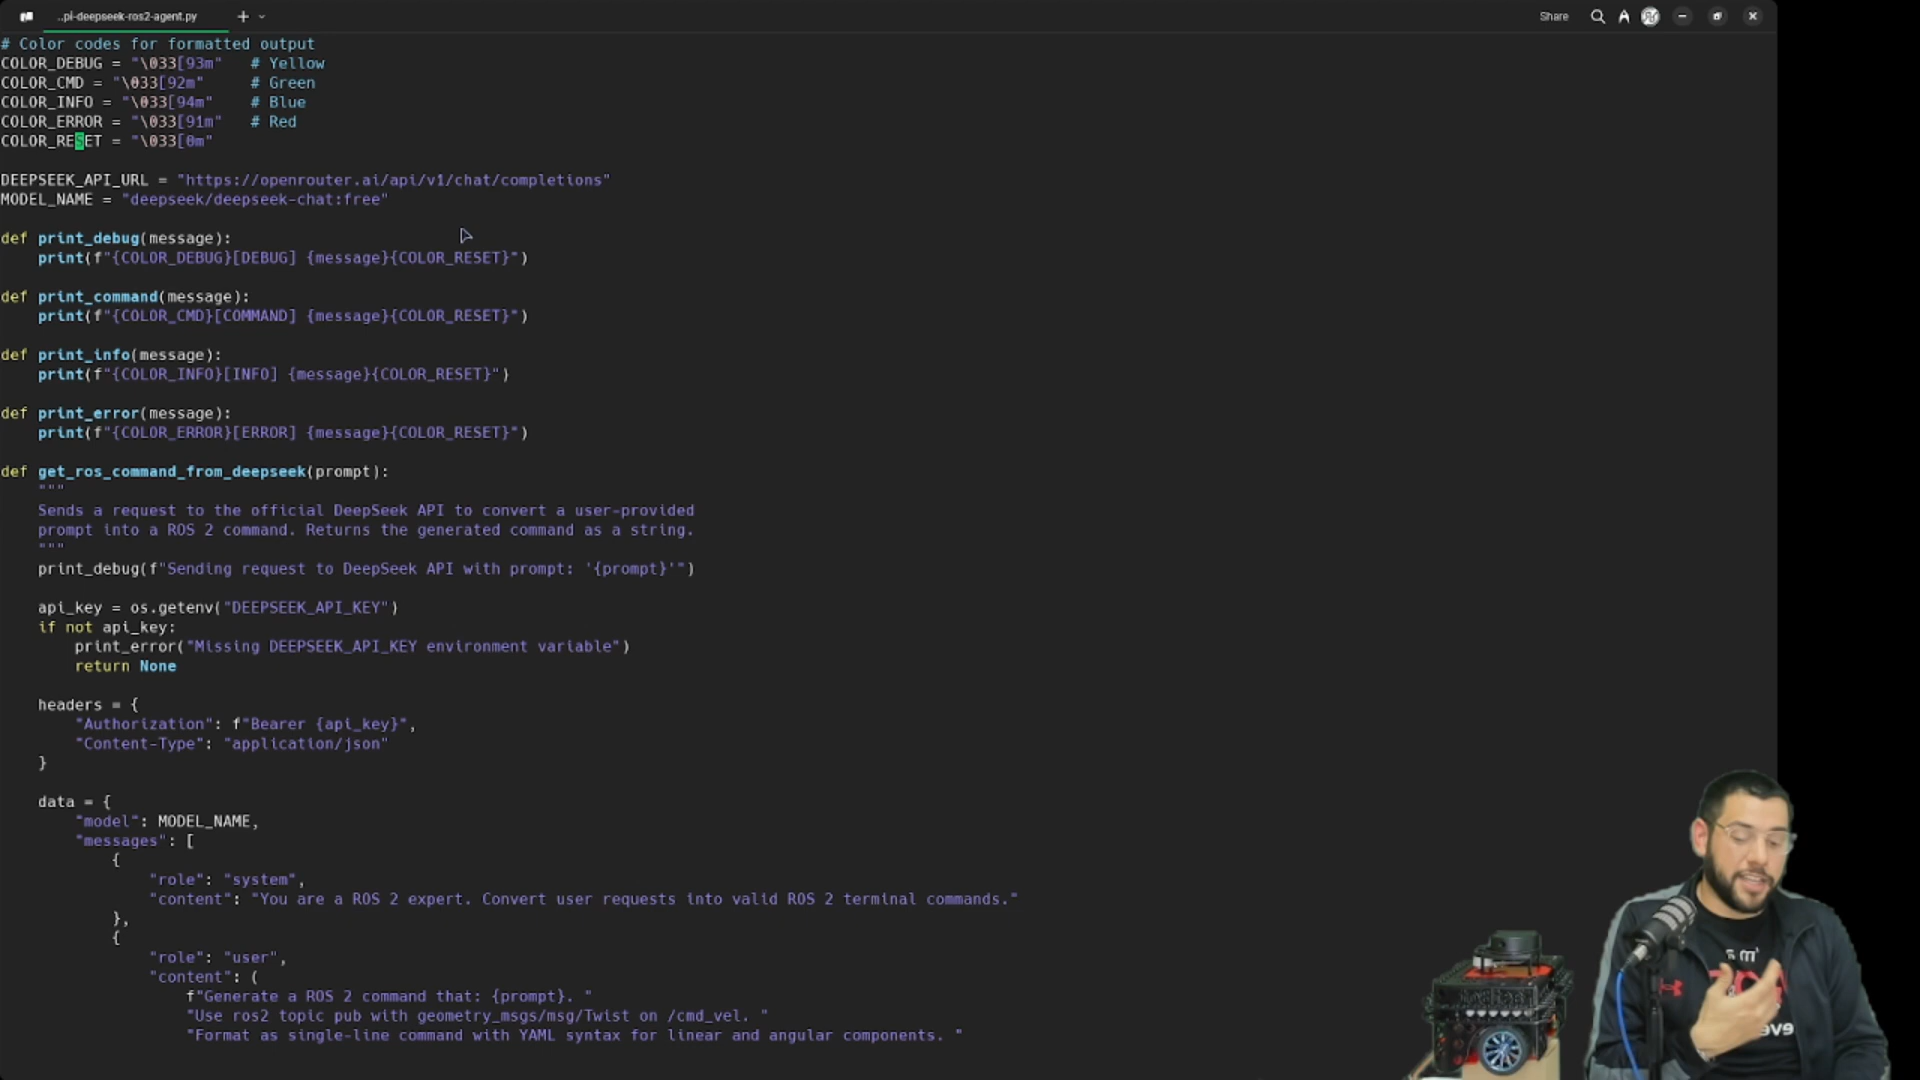 ..pi-deepseek-ros2-agent.py
Share
# Color codes for formatted output
COLOR_DEBUG = "\033[93m"   # Yellow
COLOR_CMD = "\033[92m"     # Green
COLOR_INFO = "\033[94m"    # Blue
COLOR_ERROR = "\033[91m"   # Red
COLOR_RESET = "\033[0m"
DEEPSEEK_API_URL = "https://openrouter.ai/api/v1/chat/completions"
MODEL_NAME = "deepseek/deepseek-chat:free"
def print_debug(message):
    print(f"{COLOR_DEBUG}[DEBUG] {message}{COLOR_RESET}")
def print_command(message):
    print(f"{COLOR_CMD}[COMMAND] {message}{COLOR_RESET}")
def print_info(message):
    print(f"{COLOR_INFO}[INFO] {message}{COLOR_RESET}")
def print_error(message):
    print(f"{COLOR_ERROR}[ERROR] {message}{COLOR_RESET}")
def get_ros_command_from_deepseek(prompt):
    """
    Sends a request to the official DeepSeek API to convert a user-provided
    prompt into a ROS 2 command. Returns the generated command as a string.
    """
    print_debug(f"Sending request to DeepSeek API with prompt: '{prompt}'")
    api_key = os.getenv("DEEPSEEK_API_KEY")
    if not api_key:
        print_error("Missing DEEPSEEK_API_KEY environment variable")
        return None
    headers = {
        "Authorization": f"Bearer {api_key}",
        "Content-Type": "application/json"
    }
    data = {
        "model": MODEL_NAME,
        "messages": [
            {
                "role": "system",
                "content": "You are a ROS 2 expert. Convert user requests into valid ROS 2 terminal commands."
            },
            {
                "role": "user",
                "content": (
                    f"Generate a ROS 2 command that: {prompt}. "
                    "Use ros2 topic pub with geometry_msgs/msg/Twist on /cmd_vel. "
                    "Format as single-line command with YAML syntax for linear and angular components. "